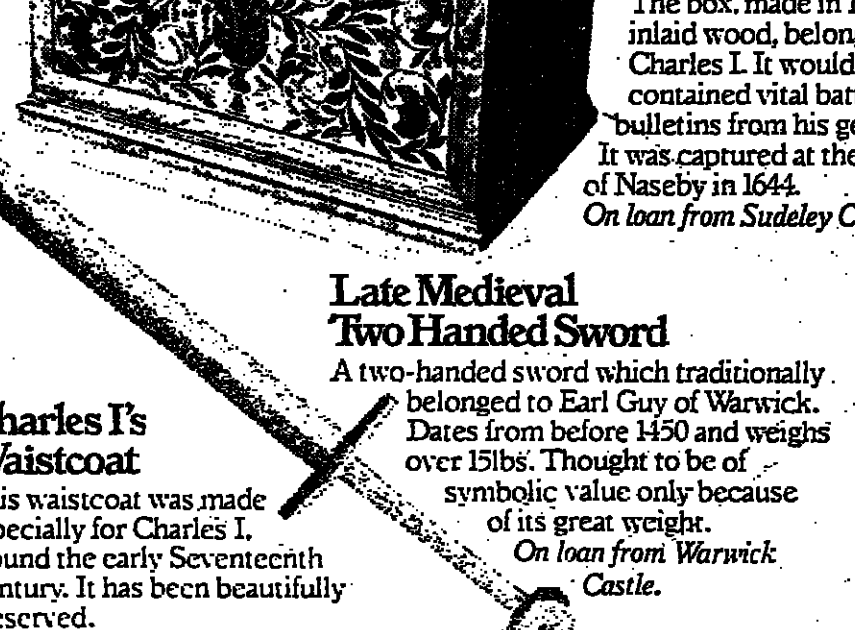 The box, made in
inlaid wood, belon
Charles I. It would
contained vital bat
bulletins from his ge
It was captured at the
of Naseby in 1644.
On loan from Sudeley C
Late Medieval
Two Handed Sword
A two-handed sword which traditionally
belonged to Earl Guy of Warwick.
Dates from before 1450 and weighs
over 15lbs. Thought to be of
symbolic value only because
of its great weight.
On loan from Warwick
Castle.
harles I's
aistcoat
is waistcoat was made
pecially for Charles I,
ound the early Seventeenth
ntury. It has been beautifully
eserved.